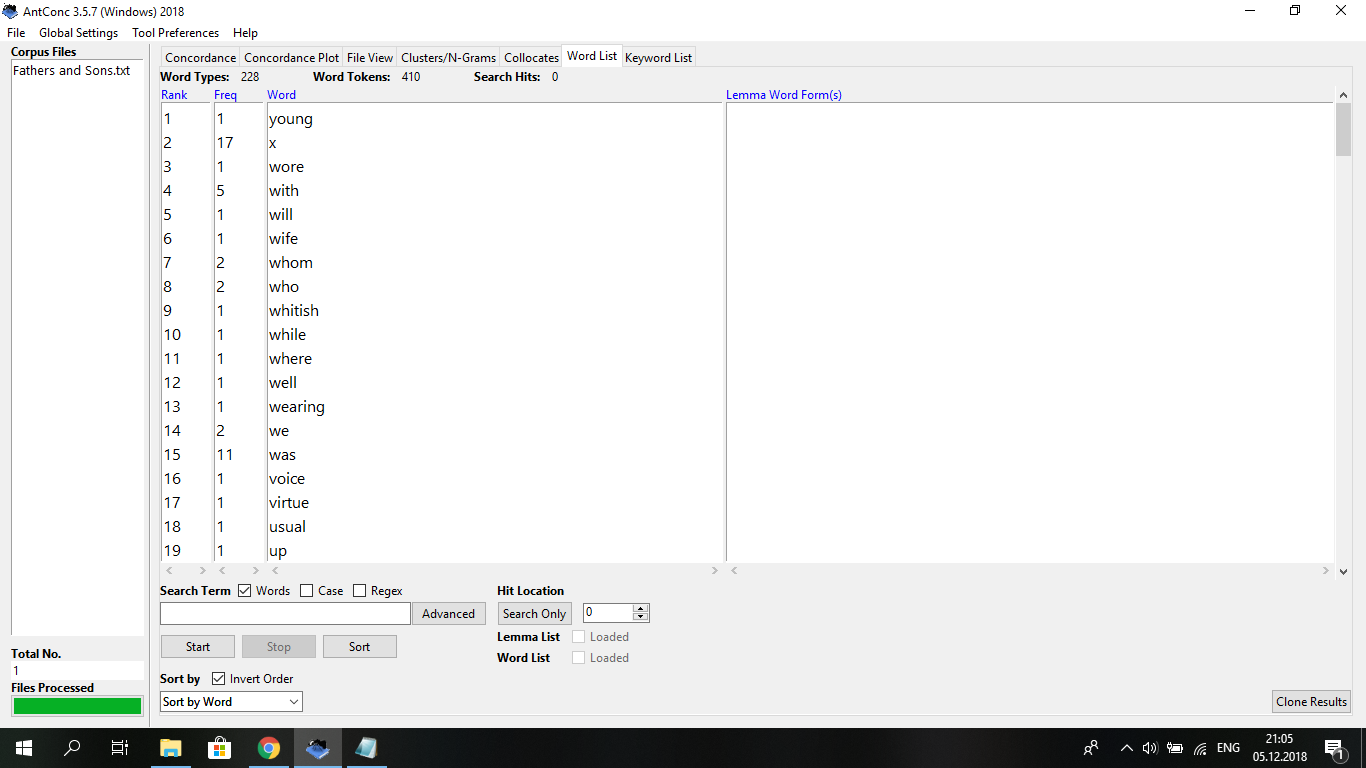 AntConc 3.5.7 (Windows) 2018
File Global Settings Tool Preferences Help
Corpus Files
Fathers and Sons.txt
Concordance Concordance Plot File View Clusters/N-Grams Collocates Word List Keyword List
Word Types: 228 Word Tokens: 410 Search Hits: 0
Rank Freq Word Lemma Word Form(s)
1 1 young
2 17 x
3 1 wore
4 5 with
5 1 will
6 1 wife
7 2 whom
8 2 who
9 1 whitish
10 1 while
11 1 where
12 1 well
13 1 wearing
14 2 we
15 11 was
16 1 voice
17 1 virtue
18 1 usual
19 1 up
Search Term Words Case Regex Hit Location
Advanced Search Only 0
Lemma List Loaded
Start Stop Sort
Word List Loaded
Total No.
1
Files Processed
Sort by Invert Order
Sort by Word
Clone Results
ENG
21:05
05.12.2018
1